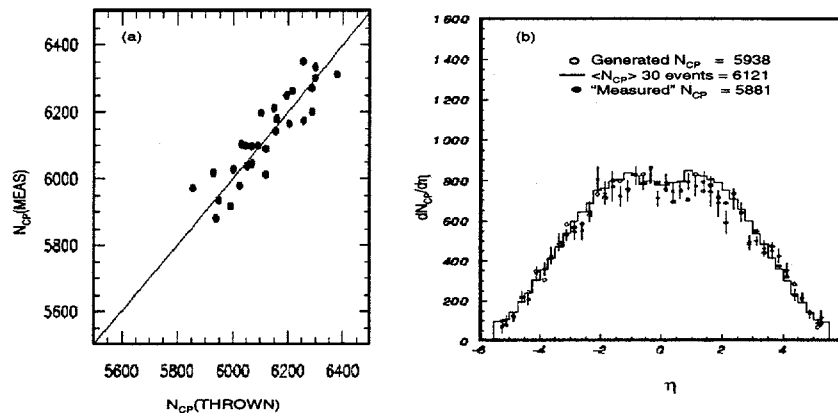 (a)
6400
6200
6000
5800
5600
N_CP(MEAS)
5600 5800 6000 6200 6400
N_CP(THROWN)
(b)
1600
1400
1200
1000
800
600
400
200
0
dN_CP/dη
Generated N_CP = 5938
<N_CP> 30 events = 6121
"Measured" N_CP = 5881
-6 -4 -2 0 2 4
η